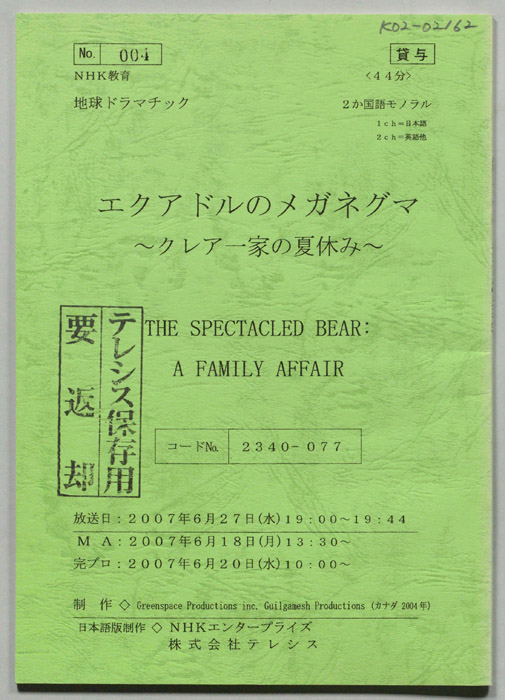 K02-02162
No. 004
貸与
NHK教育
〈44分〉
地球ドラマチック
2か国語モノラル
1ch=日本語
2ch=英語他
エクアドルのメガネグマ
～クレア一家の夏休み～
THE SPECTACLED BEAR:
A FAMILY AFFAIR
テレシス保存用
要返却
コードNo. 2340-077
放送日：2007年6月27日(水)19:00～19:44
MA：2007年6月18日(月)13:30～
完プロ：2007年6月20日(水)10:00～
制作◇ Greenspace Productions inc. Guilgamesh Productions (カナダ2004年)
日本語版制作◇ NHKエンタープライズ
株式会社テレシス